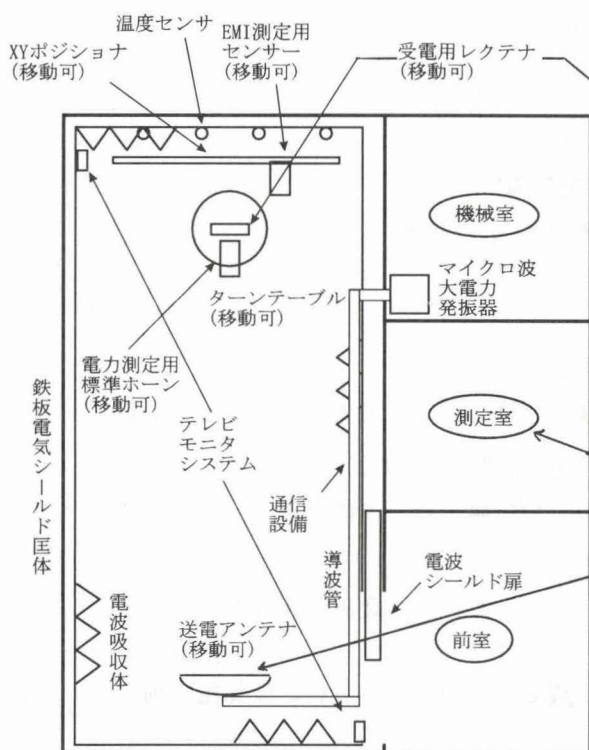 温度センサ
XYポジショナ
(移動可)
EMI測定用
センサー
(移動可)
受電用レクテナ
(移動可)
機械室
マイクロ波
大電力
発振器
ターンテーブル
(移動可)
電力測定用
標準ホーン
(移動可)
鉄板電気シールド匡体
テレビ
モニタ
システム
測定室
通信
設備
導波管
電波
シールド扉
電波吸収体
送電アンテナ
(移動可)
前室